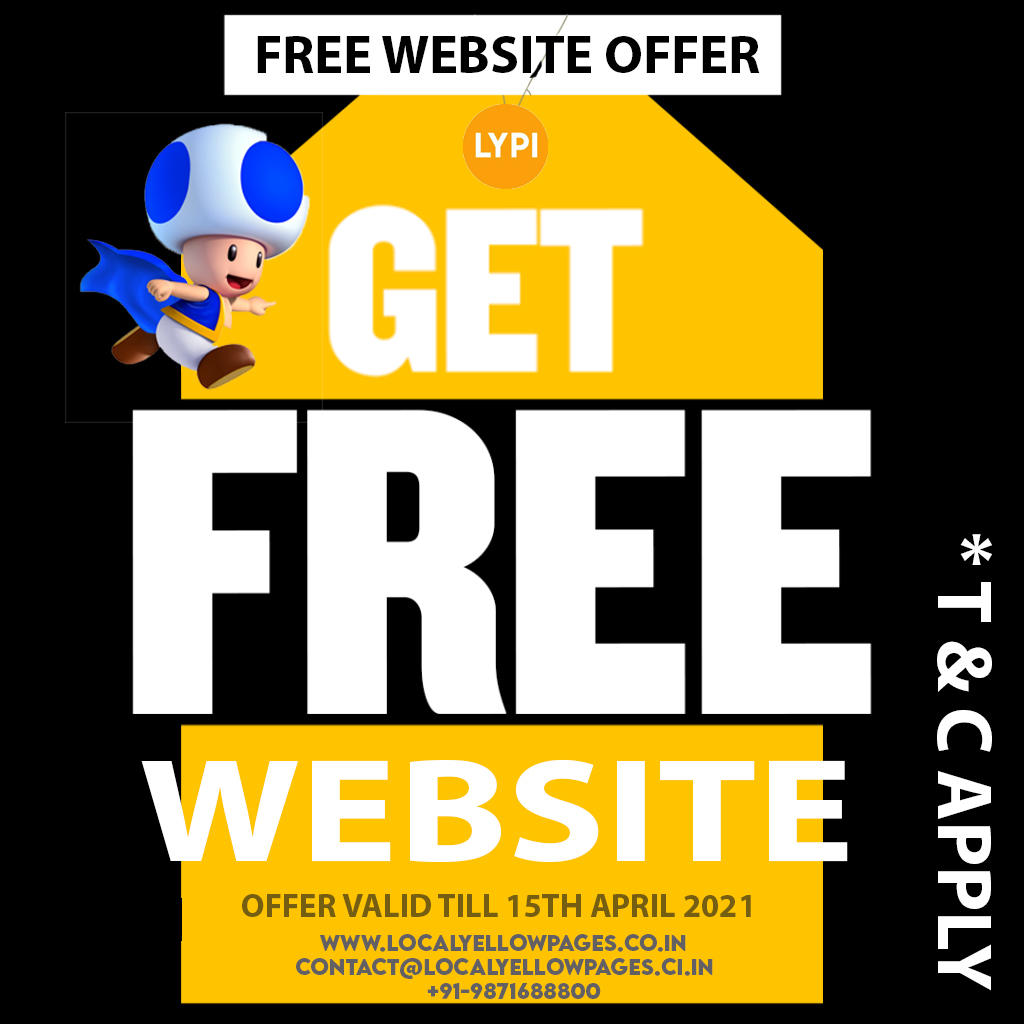 FREE WEBSITE OFFER
LYPI
GET
FREE
WEBSITE
OFFER VALID TILL 15TH APRIL 2021
WWW.LOCALYELLOWPAGES.CO.IN
CONTACT@LOCALYELLOWPAGES.CI.IN
+91-9871688800
*T & C APPLY